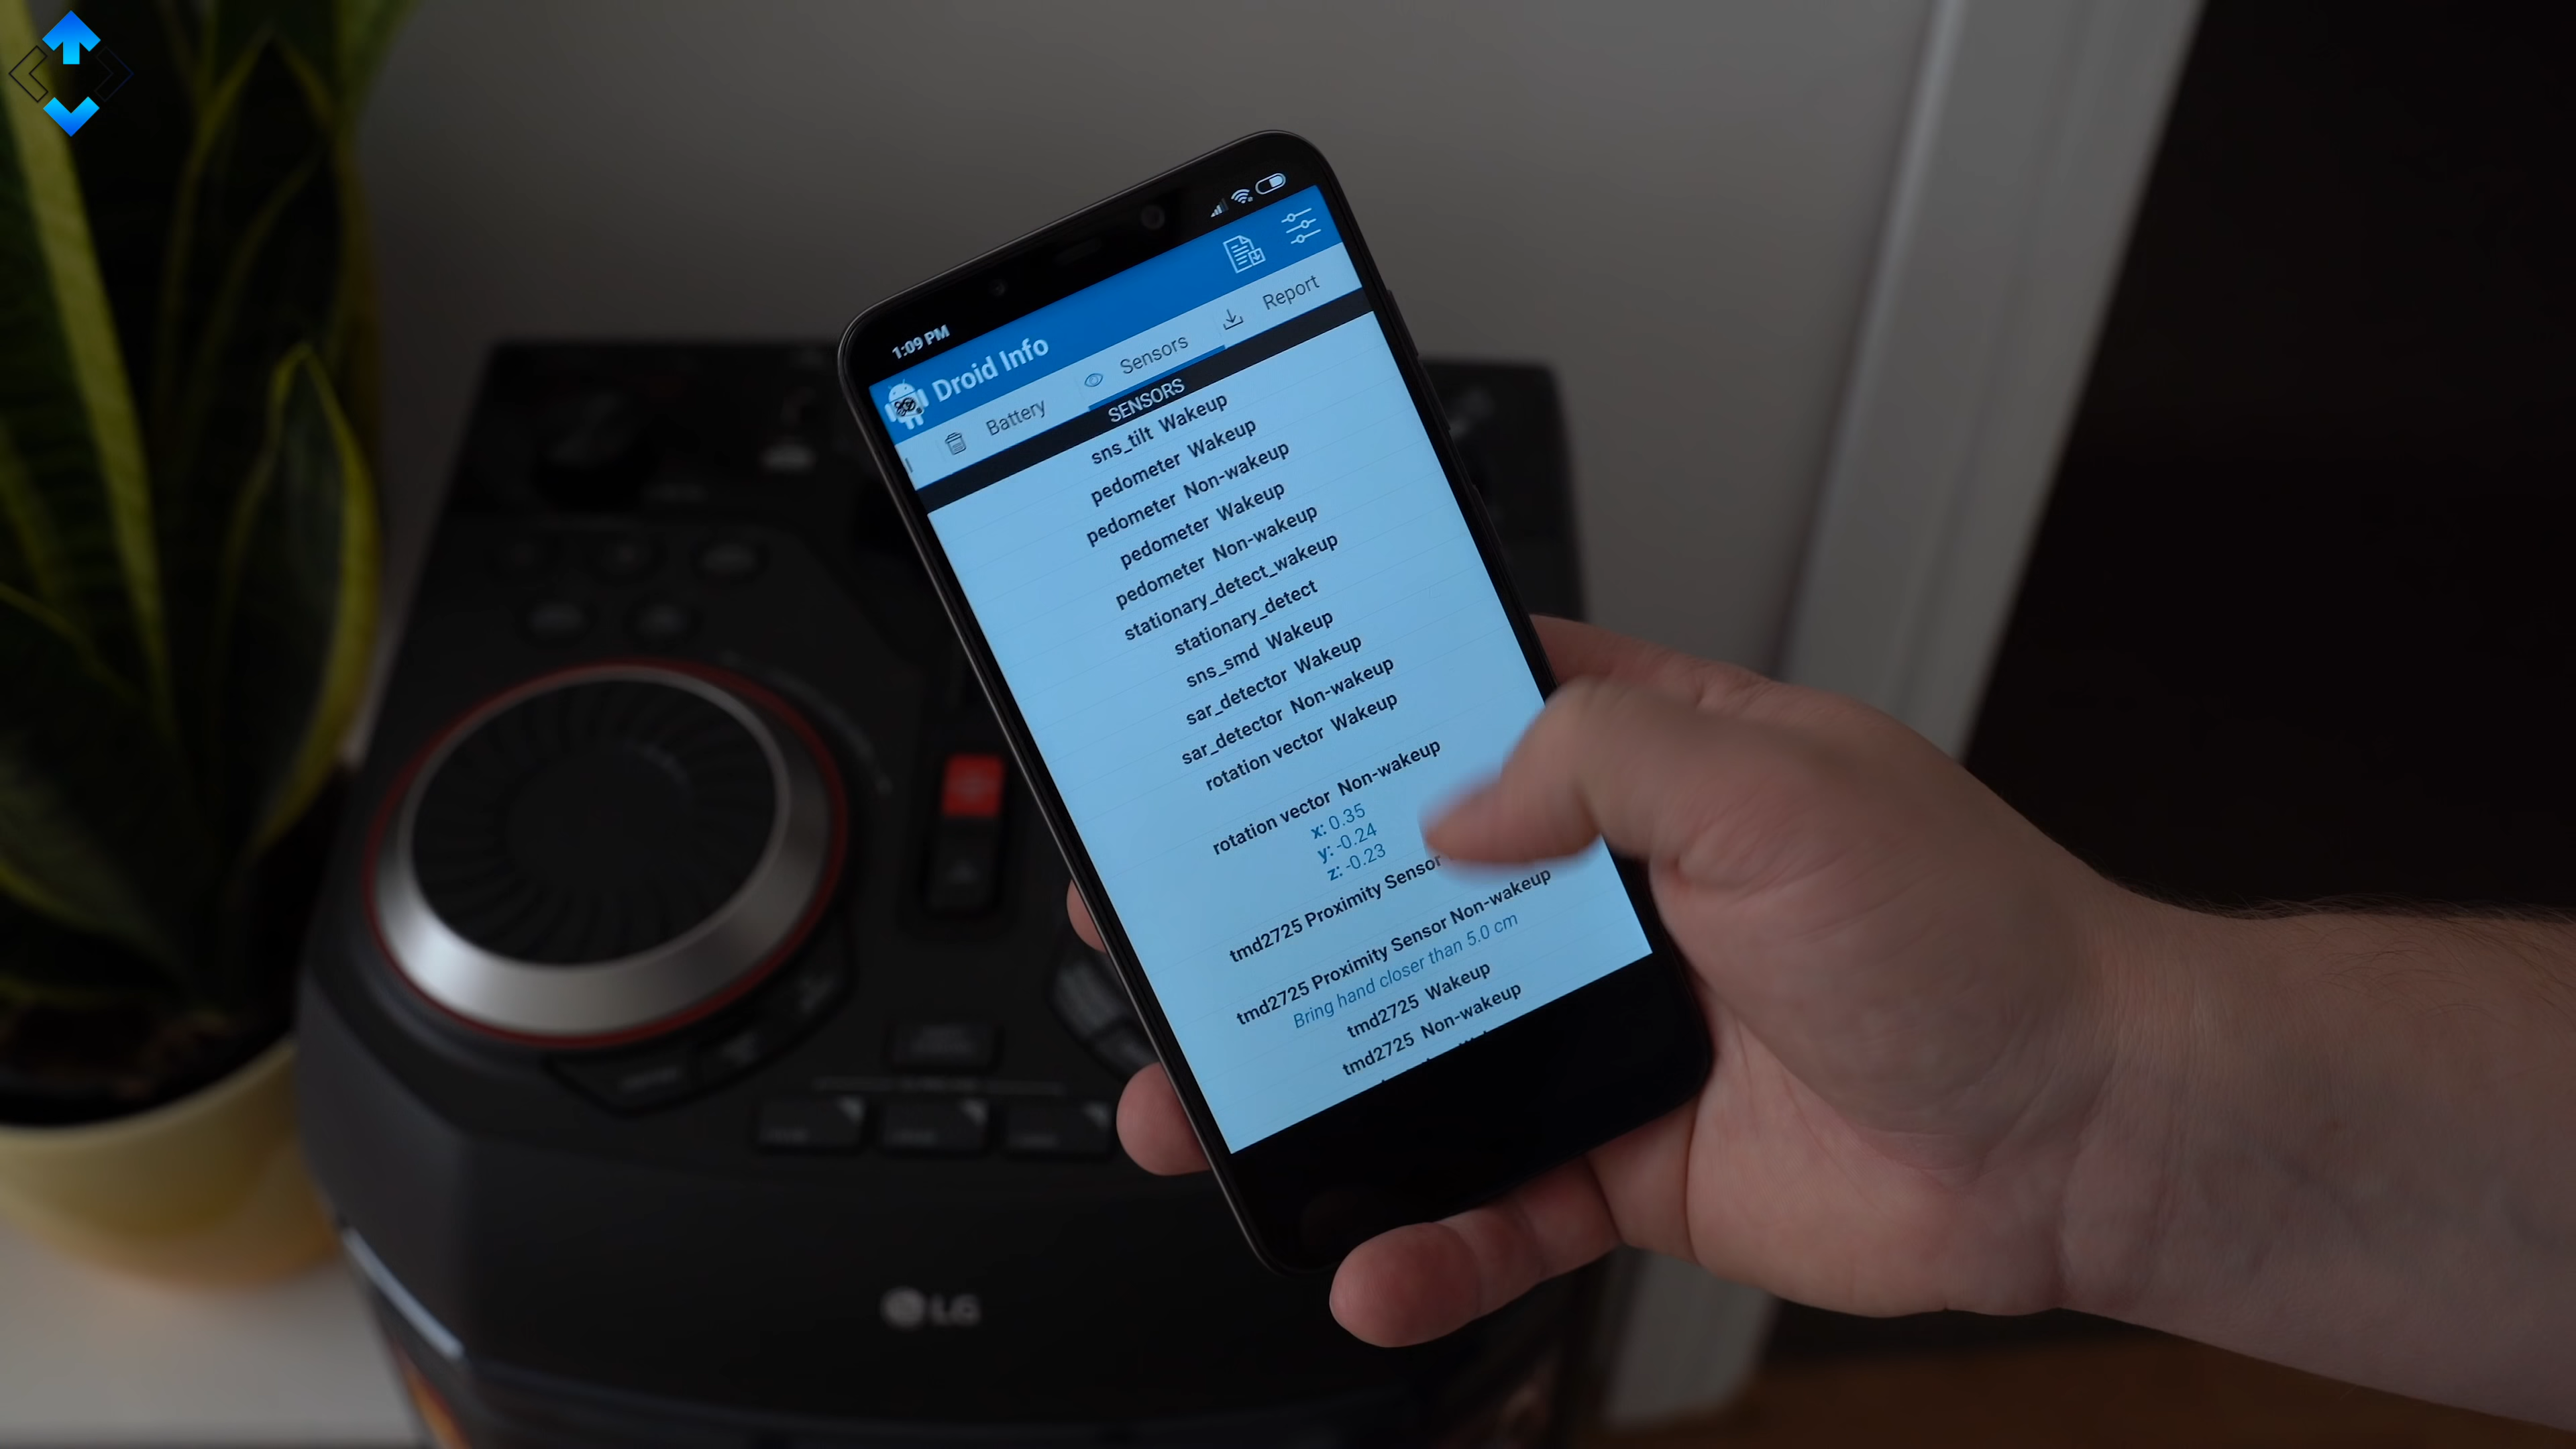 1:09 PM
Droid Info
Battery
Sensors
Report
SENSORS
sns_tilt Wakeup
pedometer Wakeup
pedometer Non-wakeup
pedometer Wakeup
pedometer Non-wakeup
stationary_detect_wakeup
stationary_detect
sns_smd Wakeup
sar_detector Wakeup
sar_detector Non-wakeup
rotation vector Wakeup
rotation vector Non-wakeup
x: 0.35
y: -0.24
z: -0.23
tmd2725 Proximity Sensor
tmd2725 Proximity Sensor Non-wakeup
Bring hand closer than 5.0 cm
tmd2725 Wakeup
tmd2725 Non-wakeup
LG